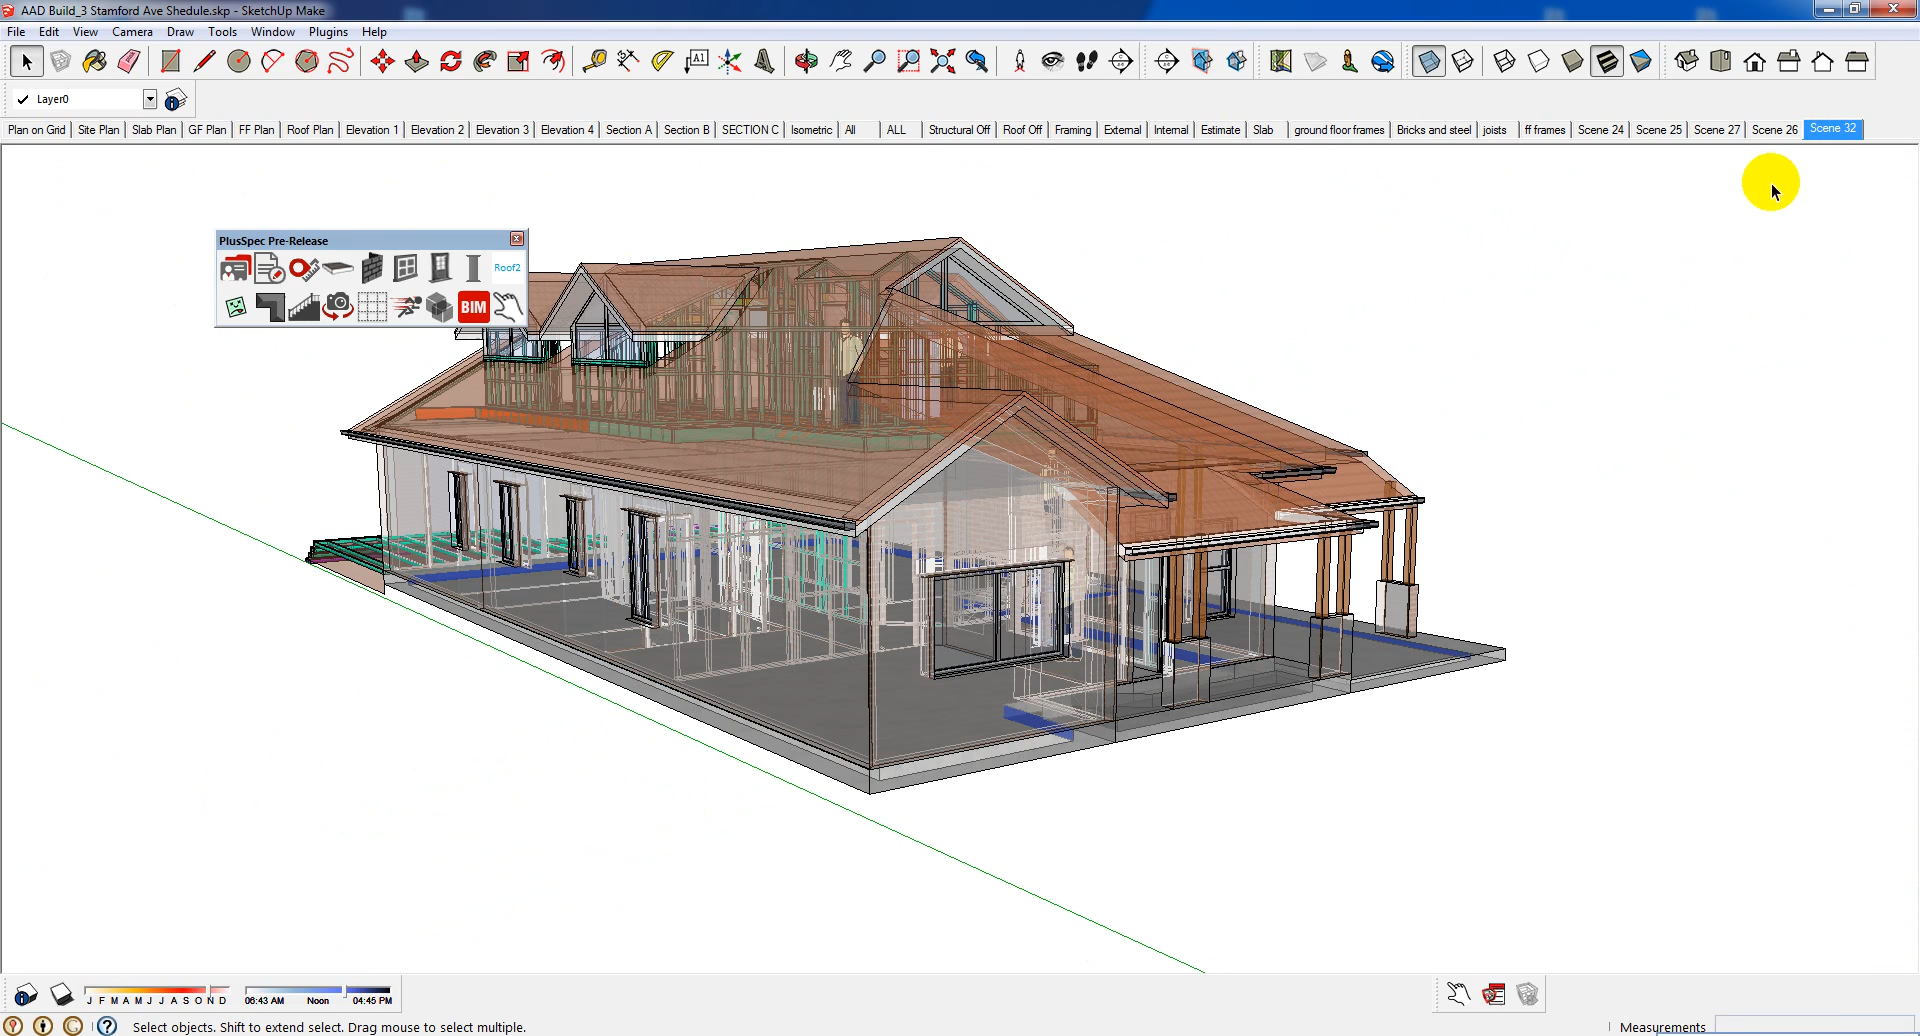 AAD Build_3 Stamford Ave Shedule.skp - SketchUp Make
File Edit View Camera Draw Tools Window Plugins Help
A1
Layer0
Plan on Grid Site Plan Slab Plan GF Plan FF Plan Roof Plan Elevation 1 Elevation 2 Elevation 3 Elevation 4 Section A Section B SECTION C Isometric All ALL Structural Off Roof Off Framing External Internal Estimate Slab ground floor frames Bricks and steel joists ff frames Scene 24 Scene 25 Scene 27 Scene 26 Scene 32
PlusSpec Pre-Release
Roof2
BIM
J F M A M J J A S O N D 06:43 AM Noon 04:45 PM
Select objects. Shift to extend select. Drag mouse to select multiple. Measurements